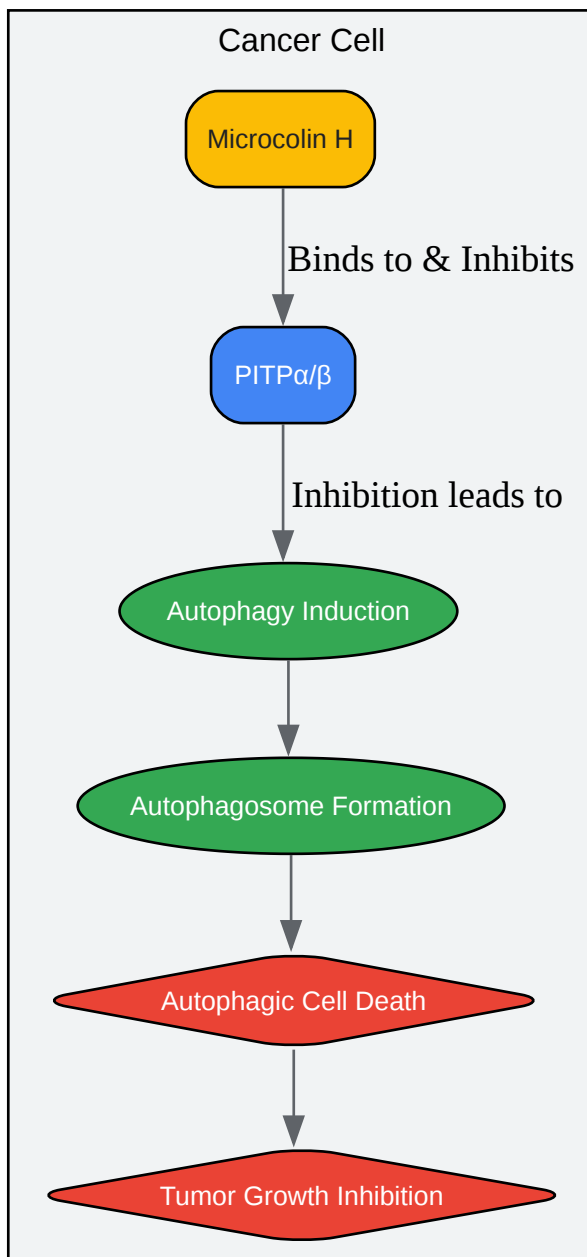 Cancer Cell
Microcolin H
Binds to & Inhibits
PITPα/β
Inhibition leads to
Autophagy Induction
Autophagosome Formation
Autophagic Cell Death
Tumor Growth Inhibition